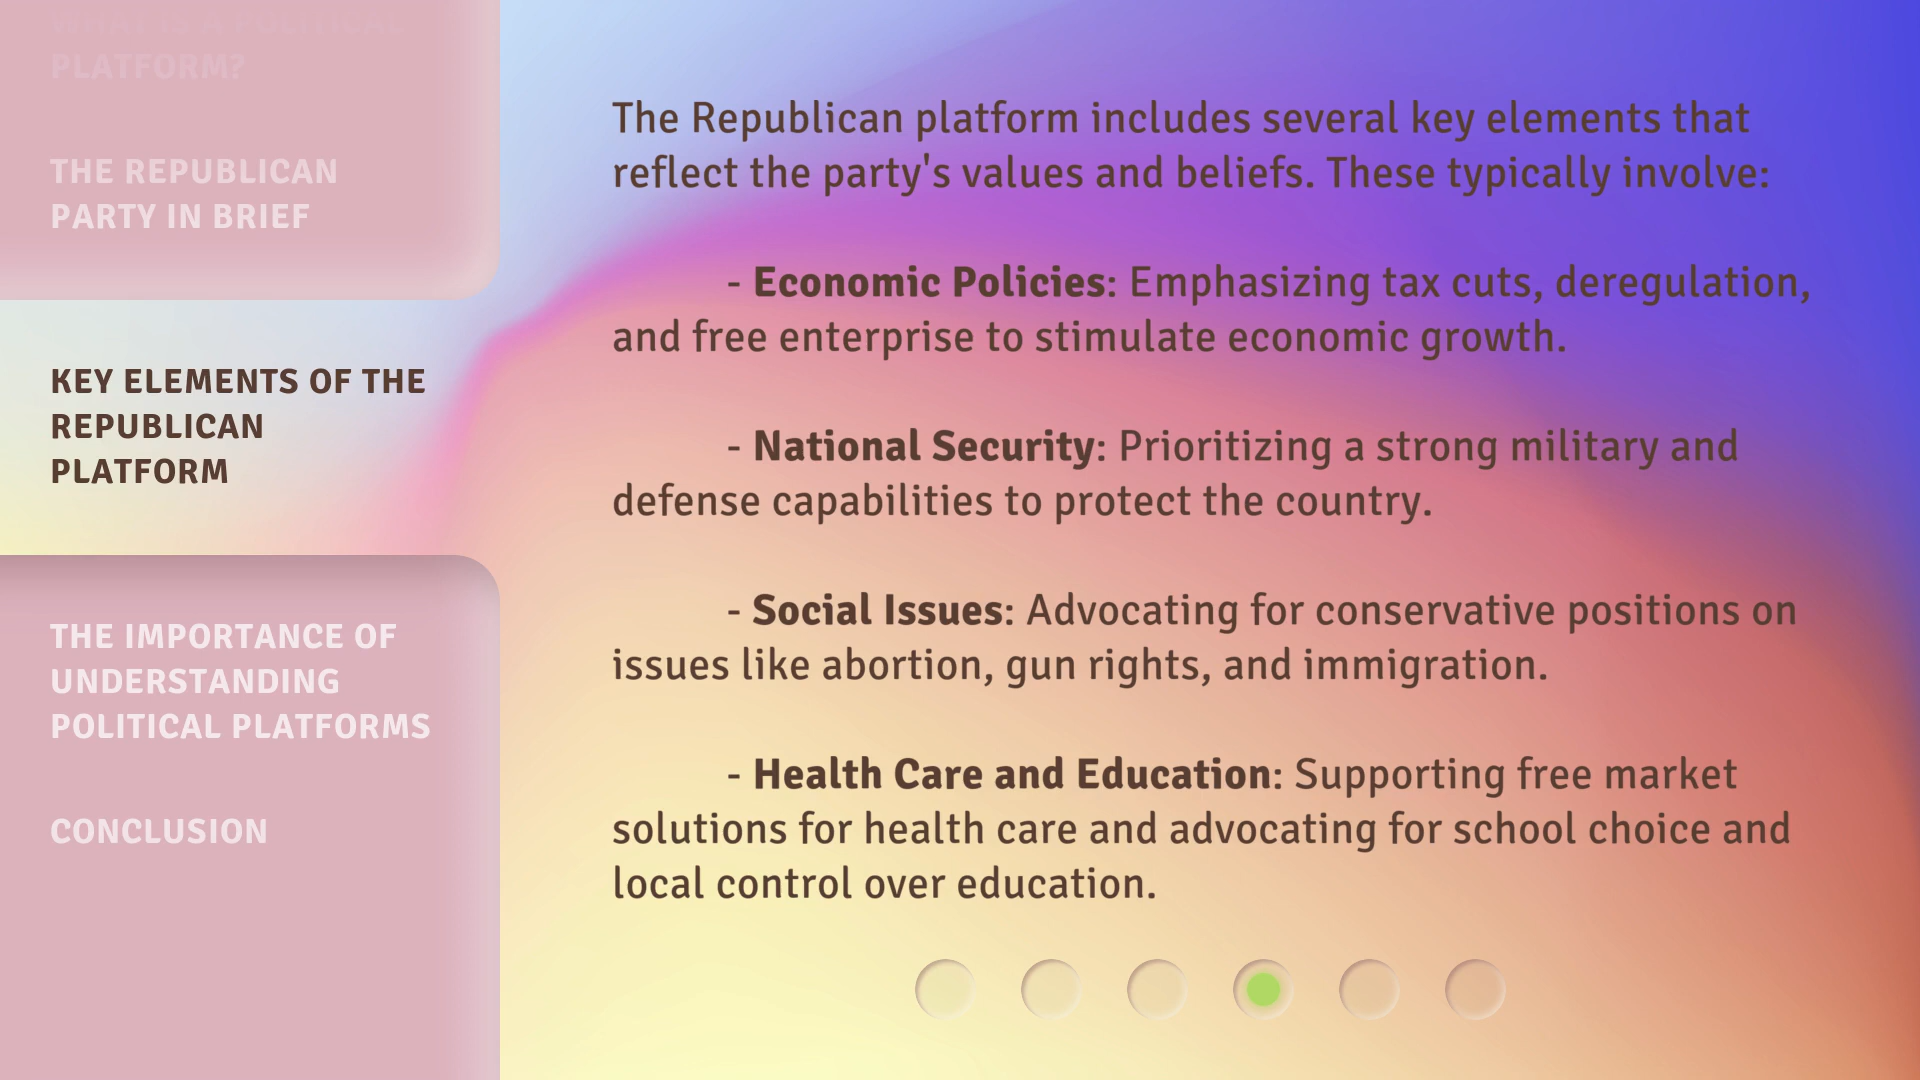 WHAT IS A POLITICAL
PLATFORM?
THE REPUBLICAN
PARTY IN BRIEF
KEY ELEMENTS OF THE
REPUBLICAN
PLATFORM
THE IMPORTANCE OF
UNDERSTANDING
POLITICAL PLATFORMS
CONCLUSION
The Republican platform includes several key elements that
reflect the party's values and beliefs. These typically involve:
- Economic Policies: Emphasizing tax cuts, deregulation,
and free enterprise to stimulate economic growth.
- National Security: Prioritizing a strong military and
defense capabilities to protect the country.
- Social Issues: Advocating for conservative positions on
issues like abortion, gun rights, and immigration.
- Health Care and Education: Supporting free market
solutions for health care and advocating for school choice and
local control over education.